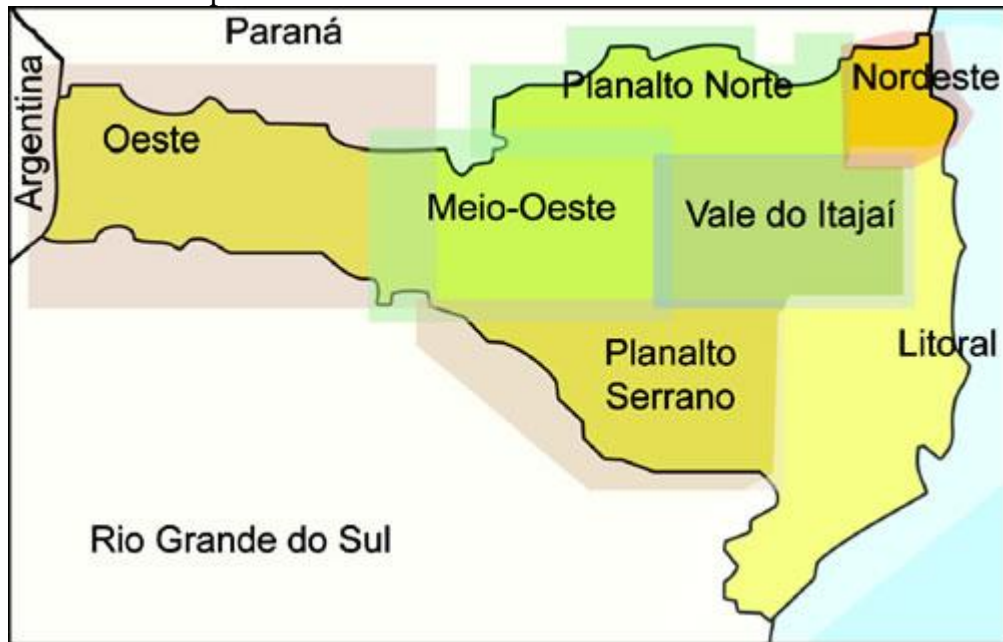 Paraná
Argentina
Oeste
Planalto Norte
Nordeste
Meio-Oeste
Vale do Itajaí
Planalto
Serrano
Litoral
Rio Grande do Sul